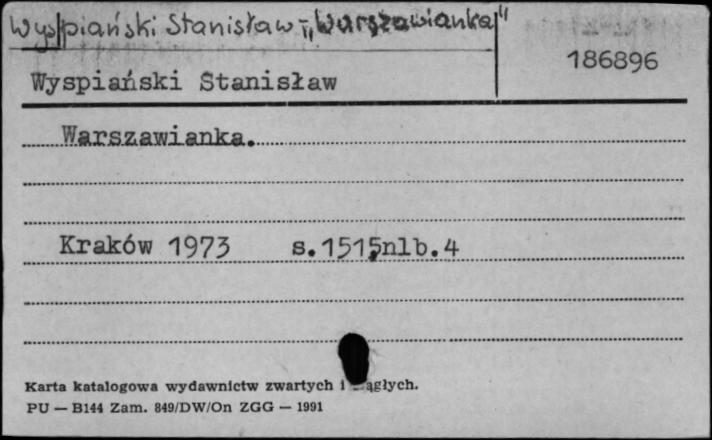 Wyspiański Stanisław - „Warszawianka"
186896
Wyspiański Stanisław
Warszawianka.
Kraków 1973 s.151,nlb.4
Karta katalogowa wydawnictw zwartych i ągłych.
PU — B144 Zam. 849/DW/On ZGG — 1991